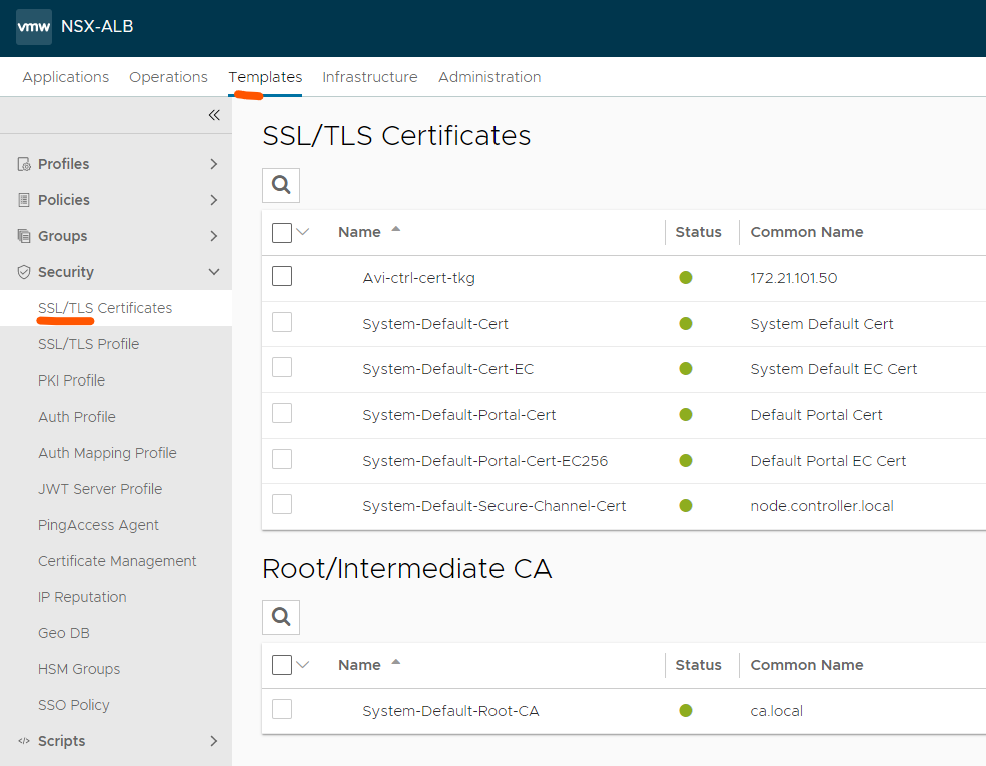 vmw NSX-ALB
Applications Operations Templates Infrastructure Administration
Profiles
Policies
Groups
Security
SSL/TLS Certificates
SSL/TLS Profile
PKI Profile
Auth Profile
Auth Mapping Profile
JWT Server Profile
PingAccess Agent
Certificate Management
IP Reputation
Geo DB
HSM Groups
SSO Policy
Scripts
SSL/TLS Certificates
Name Status Common Name
Avi-ctrl-cert-tkg 172.21.101.50
System-Default-Cert System Default Cert
System-Default-Cert-EC System Default EC Cert
System-Default-Portal-Cert Default Portal Cert
System-Default-Portal-Cert-EC256 Default Portal EC Cert
System-Default-Secure-Channel-Cert node.controller.local
Root/Intermediate CA
Name Status Common Name
System-Default-Root-CA ca.local